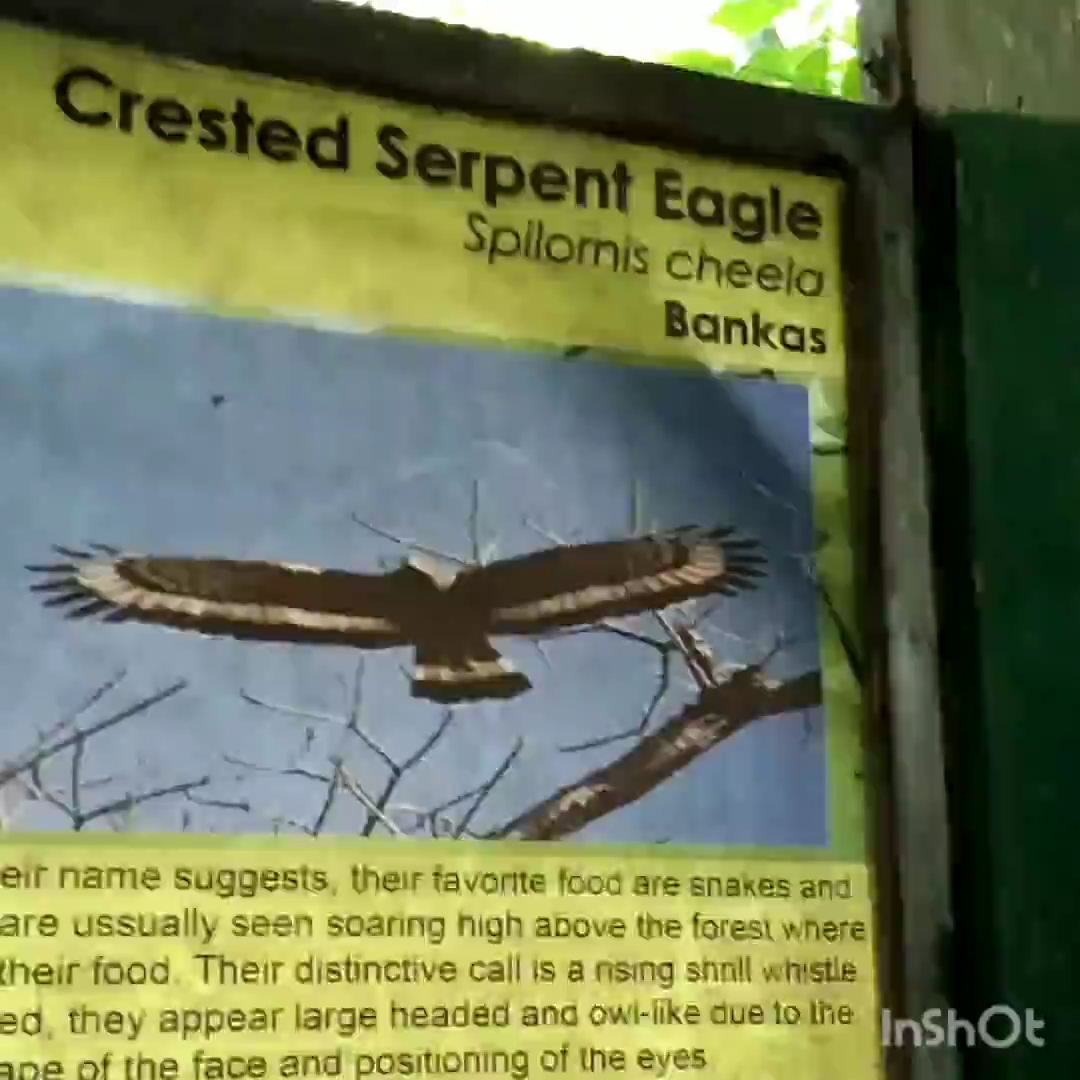 Crested Serpent Eagle
Spilornis cheela
Bankas
eir name suggests, their favorite food are snakes and
are ussually seen soaring high above the forest where
their food. Their distinctive call is a rising shrill whistle
ed, they appear large headed and owl-like due to the
ape of the face and positioning of the eyes
InShOt